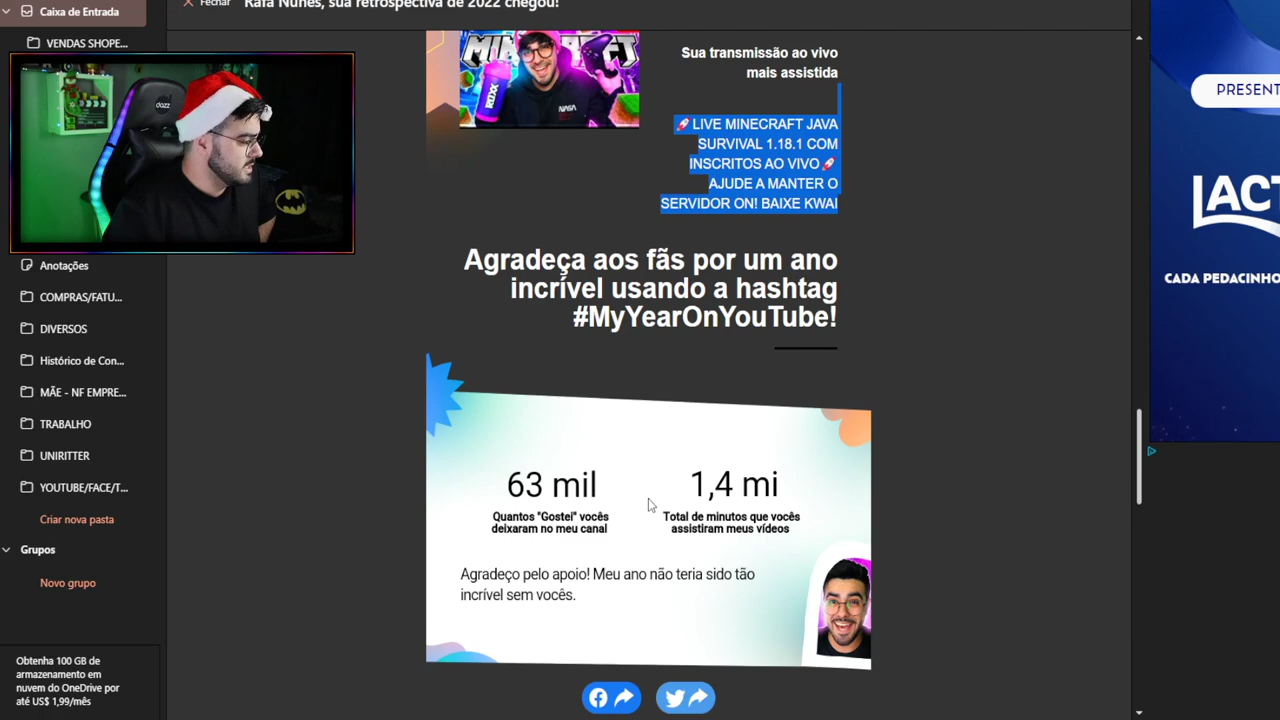 Caixa de Entrada
VENDAS SHOPE...
dazz
Anotações
COMPRAS/FATU...
DIVERSOS
Histórico de Con...
MÃE - NF EMPRE...
TRABALHO
UNIRITTER
YOUTUBE/FACE/T...
Criar nova pasta
Grupos
Novo grupo
Obtenha 100 GB de
armazenamento em
nuvem do OneDrive por
até US$ 1,99/mês
Fechar
Rafa Nunes, sua retrospectiva de 2022 chegou!
MINECRAFT
NASA
Sua transmissão ao vivo
mais assistida
🚀LIVE MINECRAFT JAVA
SURVIVAL 1.18.1 COM
INSCRITOS AO VIVO🚀
AJUDE A MANTER O
SERVIDOR ON! BAIXE KWAI
Agradeça aos fãs por um ano
incrível usando a hashtag
#MyYearOnYouTube!
63 mil
Quantos "Gostei" vocês
deixaram no meu canal
1,4 mi
Total de minutos que vocês
assistiram meus vídeos
Agradeço pelo apoio! Meu ano não teria sido tão
incrível sem vocês.
PRESENT
LACT
CADA PEDACINHO